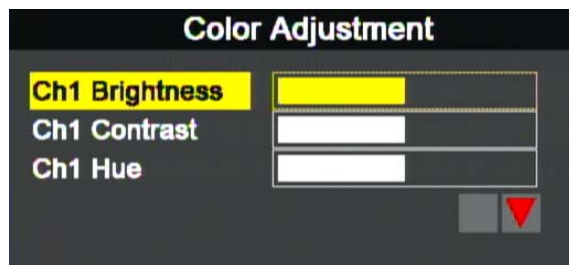 Color Adjustment
Ch1 Brightness
Ch1 Contrast
Ch1 Hue